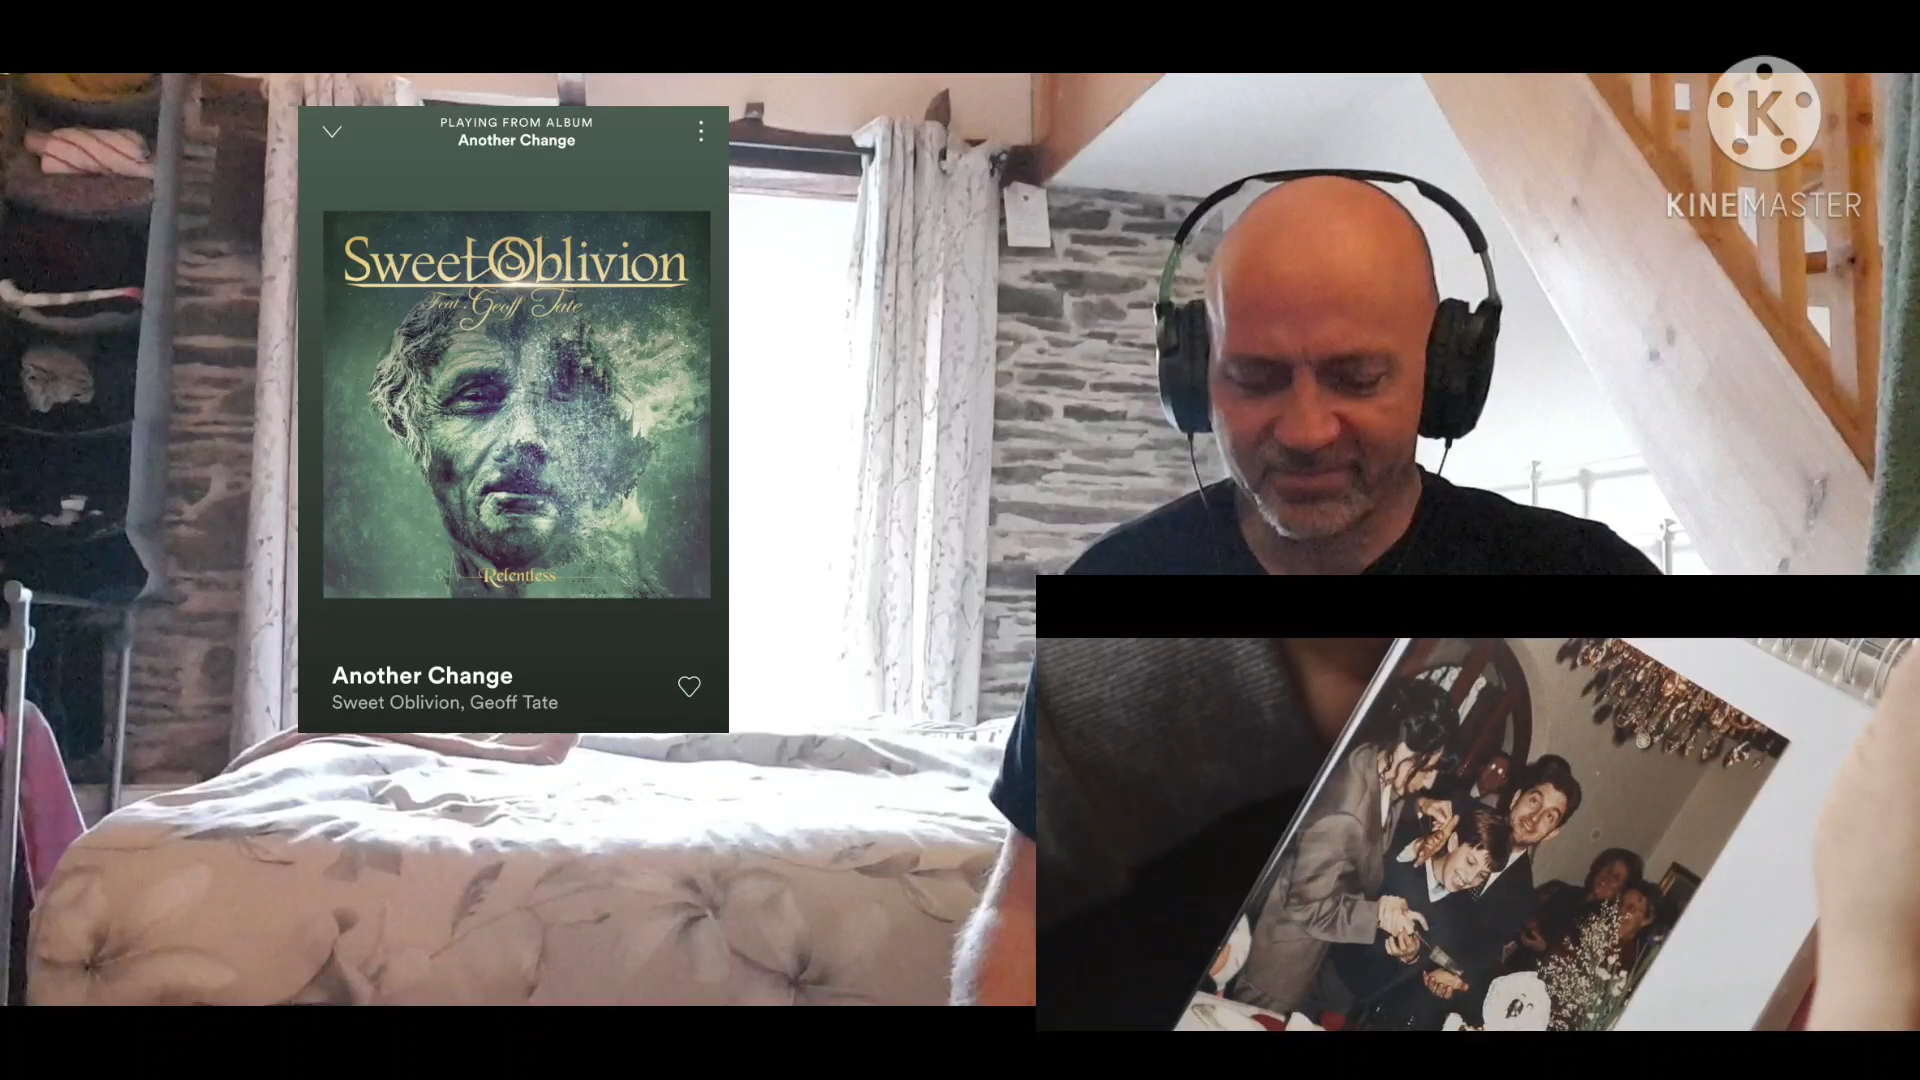 PLAYING FROM ALBUM
Another Change
Sweet Oblivion
Feat. Geoff Tate
Relentless
Another Change
Sweet Oblivion, Geoff Tate
K
KINEMASTER